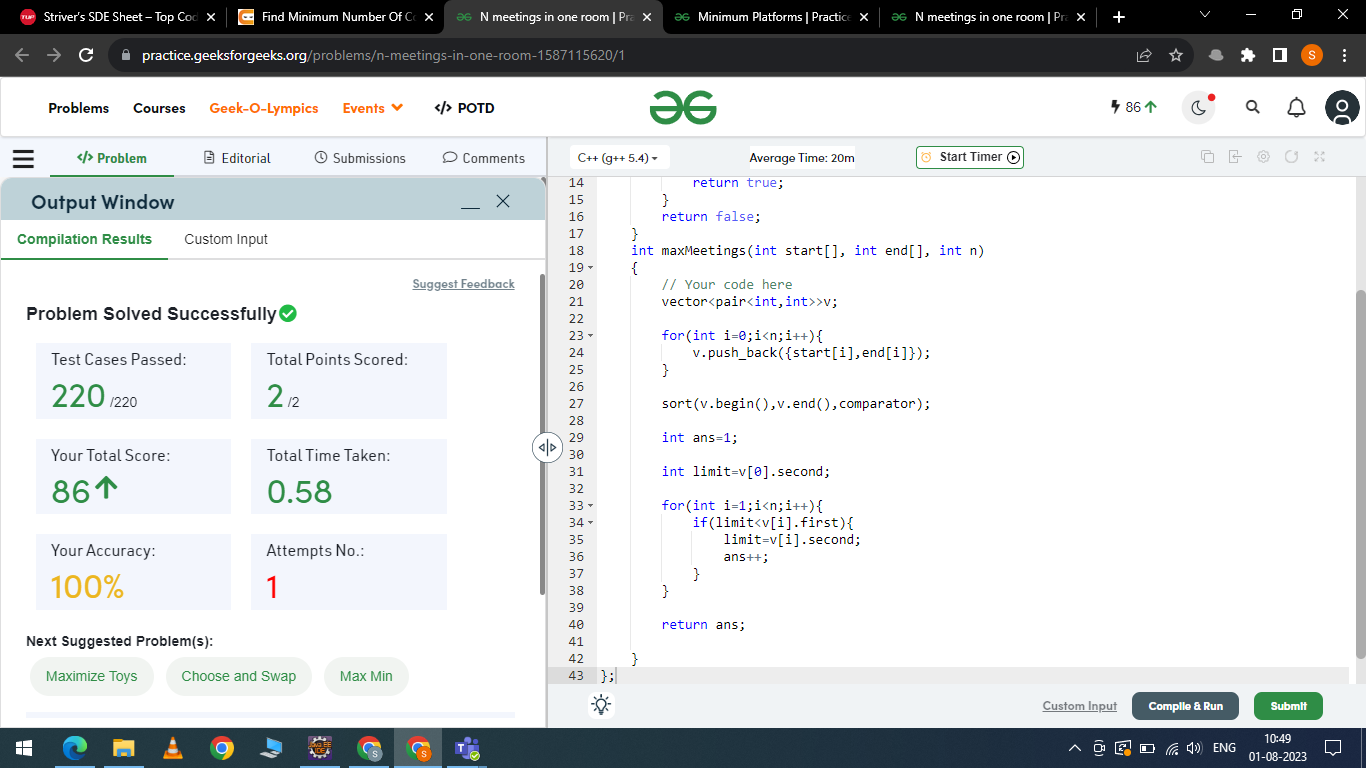 Striver's SDE Sheet – Top Cod
Find Minimum Number Of Co
N meetings in one room | Pra
Minimum Platforms | Practice
N meetings in one room | Pra
practice.geeksforgeeks.org/problems/n-meetings-in-one-room-1587115620/1
S
Problems Courses Geek-O-Lympics Events </> POTD
86
</> Problem Editorial Submissions Comments
C++ (g++ 5.4) Average Time: 20m Start Timer
Output Window
Compilation Results Custom Input
Suggest Feedback
Problem Solved Successfully
Test Cases Passed:
220 /220
Total Points Scored:
2 /2
Your Total Score:
86
Total Time Taken:
0.58
Your Accuracy:
100%
Attempts No.:
1
Next Suggested Problem(s):
Maximize Toys Choose and Swap Max Min
14 return true;
15 }
16 return false;
17 }
18 int maxMeetings(int start[], int end[], int n)
19 {
20 // Your code here
21 vector<pair<int,int>>v;
22
23 for(int i=0;i<n;i++){
24 v.push_back({start[i],end[i]});
25 }
26
27 sort(v.begin(),v.end(),comparator);
28
29 int ans=1;
30
31 int limit=v[0].second;
32
33 for(int i=1;i<n;i++){
34 if(limit<v[i].first){
35 limit=v[i].second;
36 ans++;
37 }
38 }
39
40 return ans;
41
42 }
43 };
Custom Input Compile & Run Submit
ENG
10:49
01-08-2023